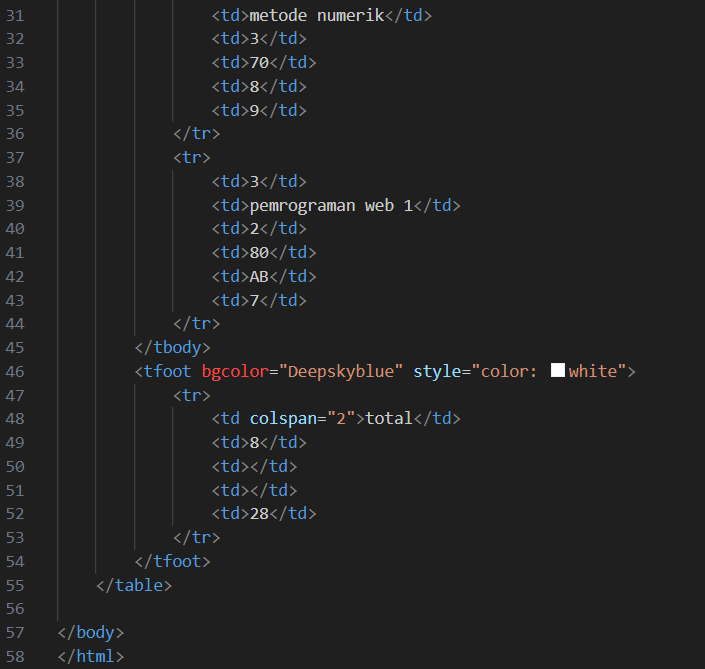 31 <td>metode numerik</td>
32 <td>3</td>
33 <td>70</td>
34 <td>8</td>
35 <td>9</td>
36 </tr>
37 <tr>
38 <td>3</td>
39 <td>pemrograman web 1</td>
40 <td>2</td>
41 <td>80</td>
42 <td>AB</td>
43 <td>7</td>
44 </tr>
45 </tbody>
46 <tfoot bgcolor="Deepskyblue" style="color: white">
47 <tr>
48 <td colspan="2">total</td>
49 <td>8</td>
50 <td></td>
51 <td></td>
52 <td>28</td>
53 </tr>
54 </tfoot>
55 </table>
56
57 </body>
58 </html>